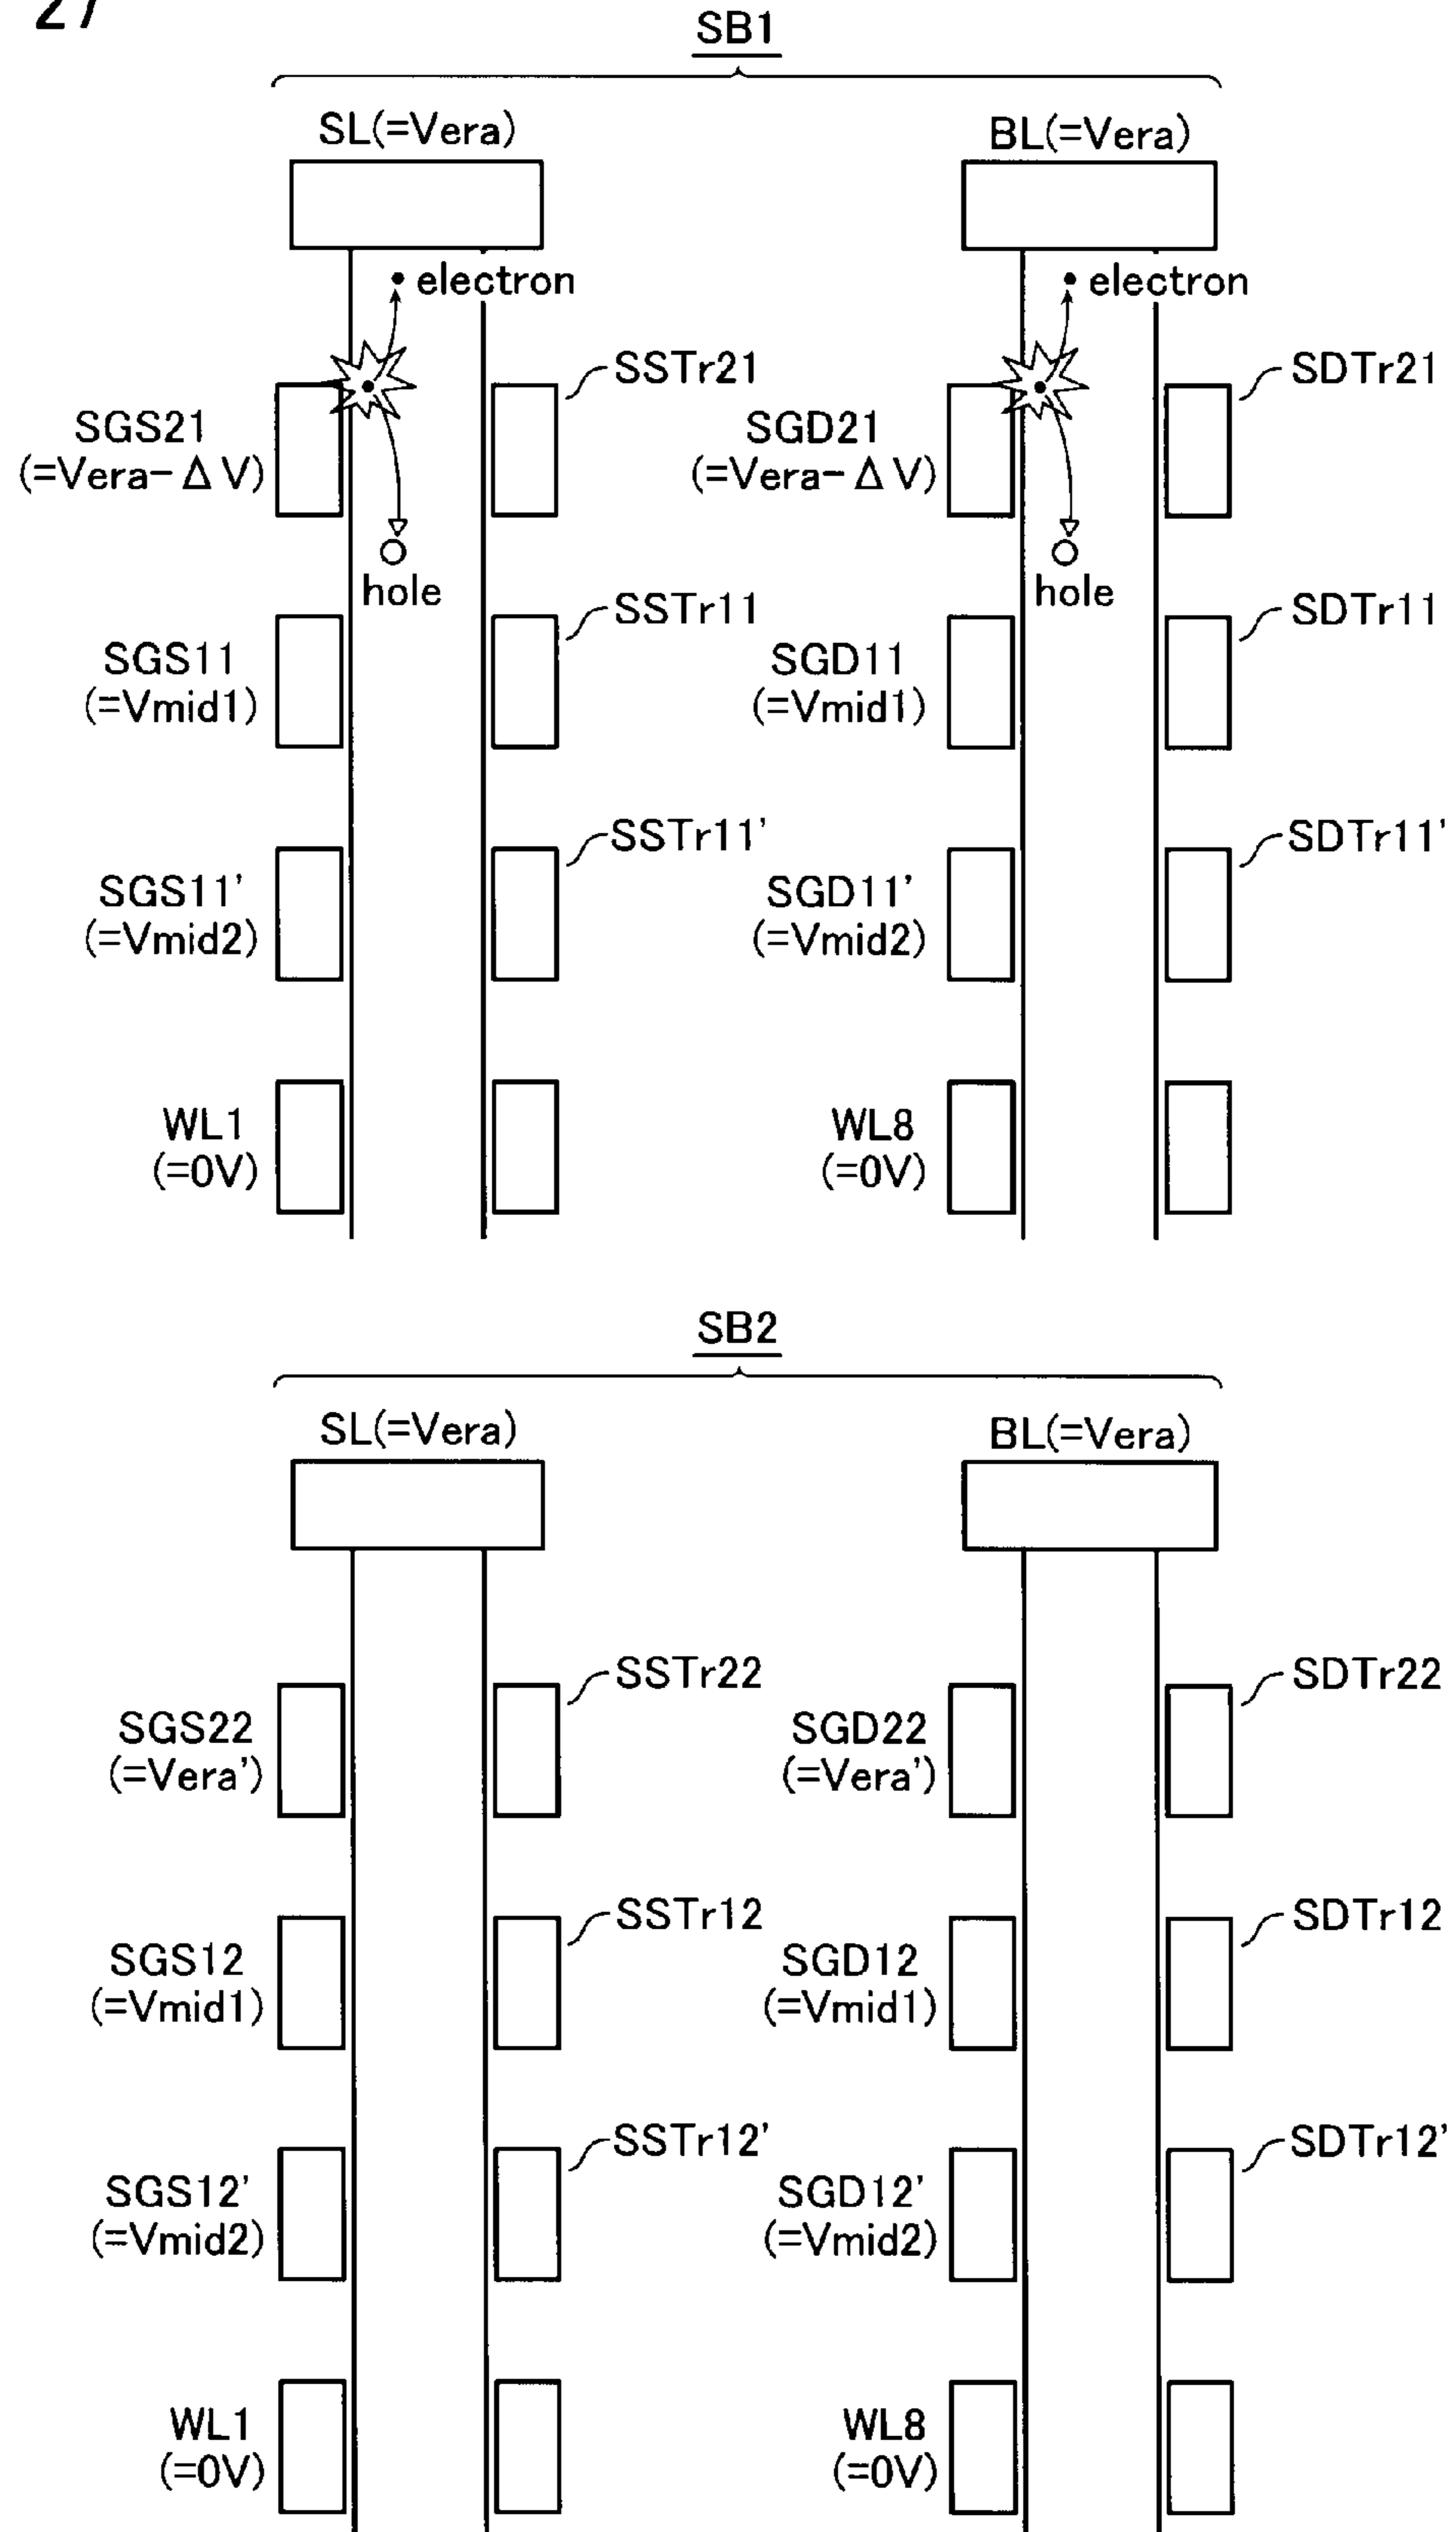 27
SB1
SL(=Vera)
BL(=Vera)
electron
electron
SSTr21
SDTr21
SGS21
(=Vera-ΔV)
SGD21
(=Vera-ΔV)
hole
hole
SSTr11
SDTr11
SGS11
(=Vmid1)
SGD11
(=Vmid1)
SSTr11'
SDTr11'
SGS11'
(=Vmid2)
SGD11'
(=Vmid2)
WL1
(=0V)
WL8
(=0V)
SB2
SL(=Vera)
BL(=Vera)
SSTr22
SDTr22
SGS22
(=Vera')
SGD22
(=Vera')
SSTr12
SDTr12
SGS12
(=Vmid1)
SGD12
(=Vmid1)
SSTr12'
SDTr12'
SGS12'
(=Vmid2)
SGD12'
(=Vmid2)
WL1
(=0V)
WL8
(=0V)